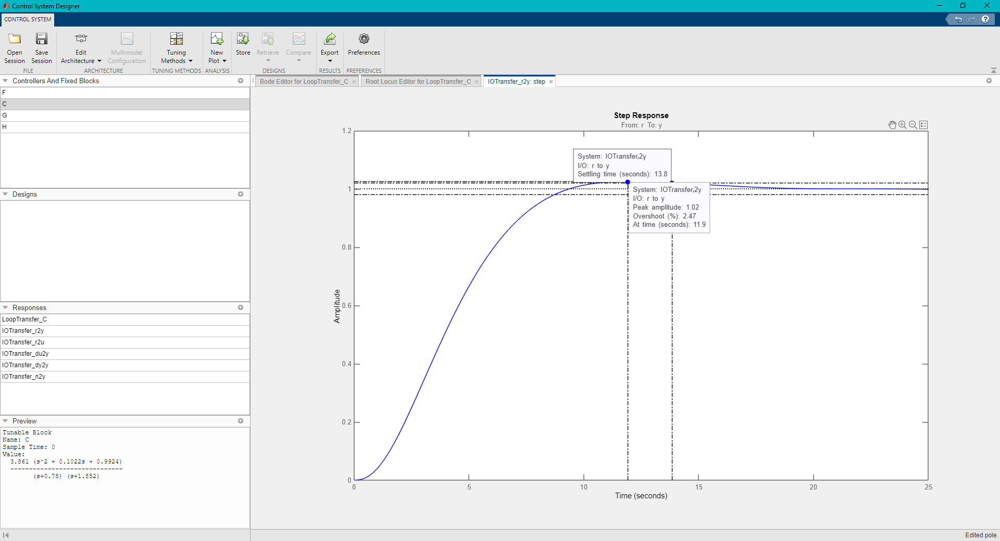 Control System Designer
CONTROL SYSTEM
Open Session
Save Session
Edit Architecture
Multimodel Configuration
Tuning Methods
New Plot
Store
Retrieve
Compare
Export
Preferences
FILE
ARCHITECTURE
TUNING METHODS
ANALYSIS
DESIGNS
RESULTS
PREFERENCES
Controllers And Fixed Blocks
F
C
G
H
Designs
Responses
LoopTransfer_C
IOTransfer_r2y
IOTransfer_r2u
IOTransfer_du2y
IOTransfer_dy2y
IOTransfer_n2y
Preview
Tunable Block
Name: C
Sample Time: 0
Value:
3.861 (s^2 + 0.1022s + 0.9924)
------------------------------
(s+0.75) (s+1.852)
Bode Editor for LoopTransfer_C
Root Locus Editor for LoopTransfer_C
IOTransfer_r2y: step
Step Response
From: r To: y
1.2
1
0.8
0.6
0.4
0.2
0
Amplitude
System: IOTransferr2y
I/O: r to y
Settling time (seconds): 13.8
System: IOTransferr2y
I/O: r to y
Peak amplitude: 1.02
Overshoot (%): 2.47
At time (seconds): 11.9
0
5
10
15
20
25
Time (seconds)
Edited pole.